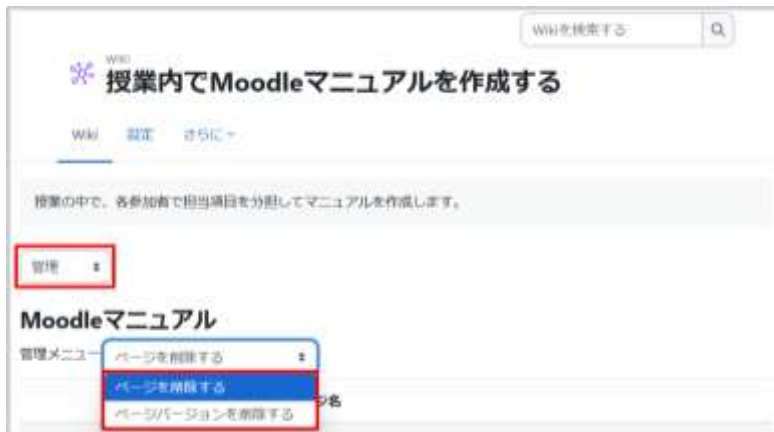 Wikiを検索する
Wiki
授業内でMoodleマニュアルを作成する
Wiki 設定 さらに
授業の中で、各参加者で担当項目を分担してマニュアルを作成します。
管理
Moodleマニュアル
管理メニュー ページを削除する
ページを削除する
ページバージョンを削除する
ジ名